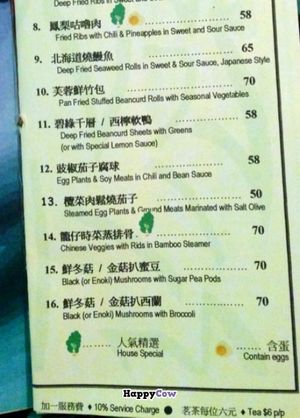 Deep Fried Ribs in Sweet and Sour Sauce
8. 鳳梨咕嚕肉 ............ 58
Fried Ribs with Chili & Pineapples in Sweet and Sour Sauce
9. 北海道燒鰻魚 ............ 65
Deep Fried Seaweed Rolls in Sweet & Sour Sauce, Japanese Style
10. 芙蓉鮮竹包 ............ 70
Pan Fried Stuffed Beancurd Rolls with Seasonal Vegetables
11. 碧綠千層 / 西檸軟鴨 ............ 58
Deep Fried Beancurd Sheets with Greens
(or with Special Lemon Sauce)
12. 豉椒茄子腐球 ............ 58
Egg Plants & Soy Meats in Chili and Bean Sauce
13. 欖菜肉鬆燒茄子 ............ 50
Steamed Egg Plants & Ground Meats Marinated with Salt Olive
14. 籠仔時菜蒸排骨 ............ 70
Chinese Veggies with Rids in Bamboo Steamer
15. 鮮冬菇 / 金菇扒蜜豆 ............ 70
Black (or Enoki) Mushrooms with Sugar Pea Pods
16. 鮮冬菇 / 金菇扒西蘭 ............ 70
Black (or Enoki) Mushrooms with Broccoli
............ 人氣精選
House Special
............ 含蛋
Contain eggs
加一服務費 ♦ 10% Service Charge ● 茗茶每位六元 ♦ Tea $6 p/p
HappyCow